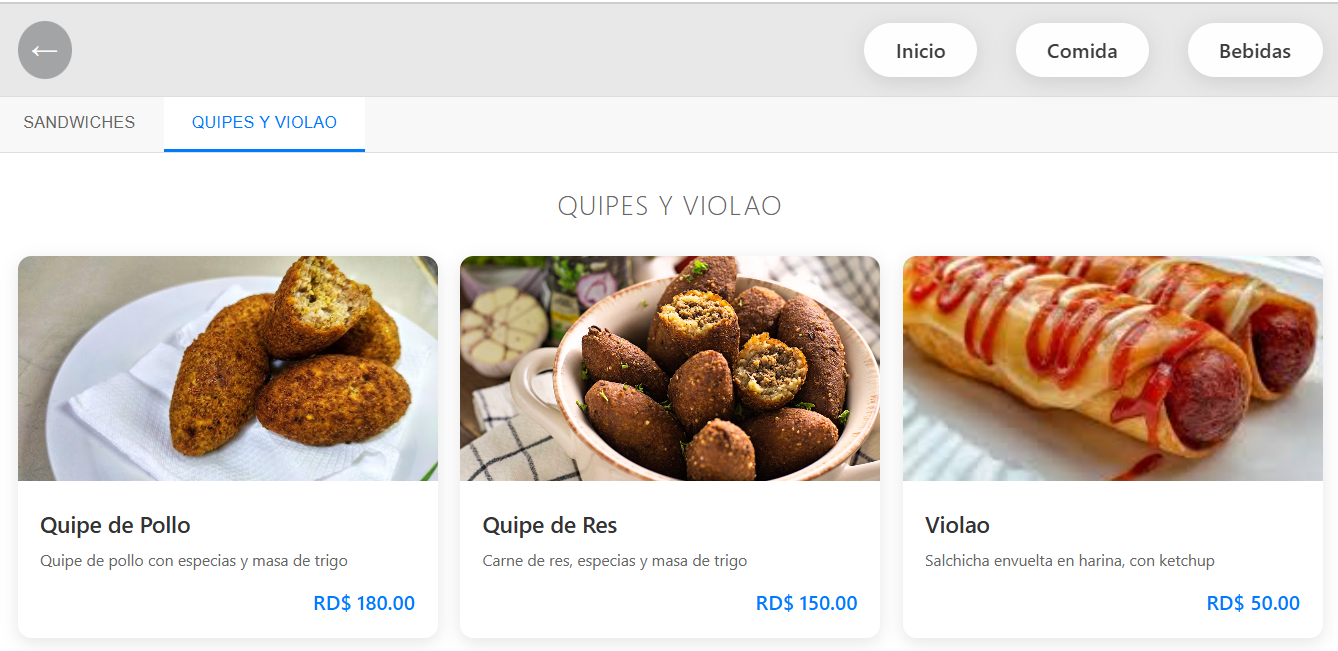 ←
Inicio
Comida
Bebidas
SANDWICHES
QUIPES Y VIOLAO
QUIPES Y VIOLAO
Quipe de Pollo
Quipe de pollo con especias y masa de trigo
RD$ 180.00
Quipe de Res
Carne de res, especias y masa de trigo
RD$ 150.00
Violao
Salchicha envuelta en harina, con ketchup
RD$ 50.00